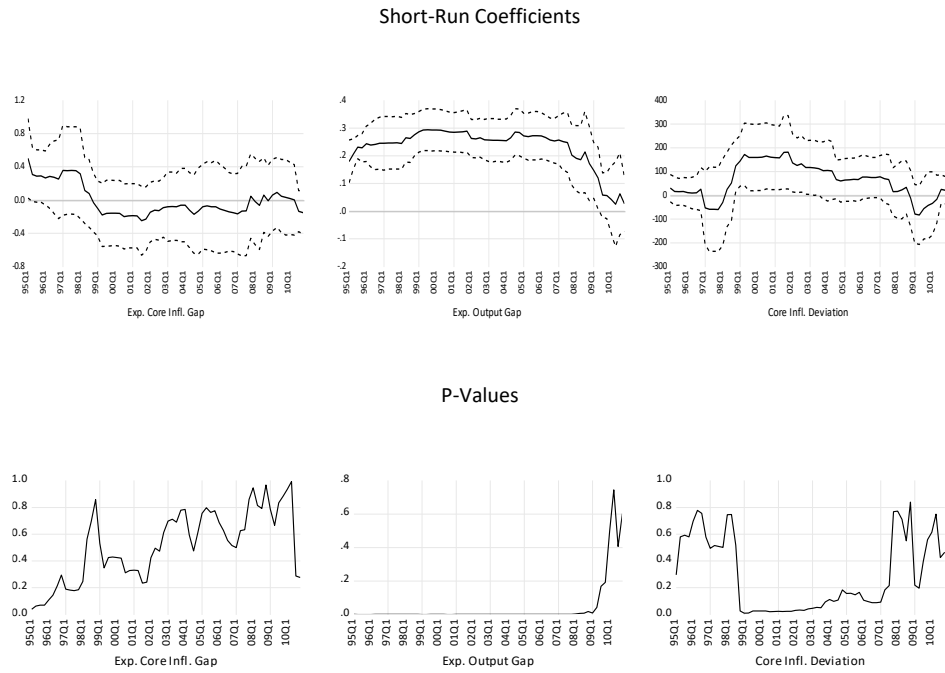 Short-Run Coefficients
1.2
0.8
0.4
0.0
-0.4
-0.8
95Q1 96Q1 97Q1 98Q1 99Q1 00Q1 01Q1 02Q1 03Q1 04Q1 05Q1 06Q1 07Q1 08Q1 09Q1 10Q1
Exp. Core Infl. Gap
.4
.3
.2
.1
.0
-.1
-.2
95Q1 96Q1 97Q1 98Q1 99Q1 00Q1 01Q1 02Q1 03Q1 04Q1 05Q1 06Q1 07Q1 08Q1 09Q1 10Q1
Exp. Output Gap
400
300
200
100
0
-100
-200
-300
95Q1 96Q1 97Q1 98Q1 99Q1 00Q1 01Q1 02Q1 03Q1 04Q1 05Q1 06Q1 07Q1 08Q1 09Q1 10Q1
Core Infl. Deviation
P-Values
1.0
0.8
0.6
0.4
0.2
0.0
95Q1 96Q1 97Q1 98Q1 99Q1 00Q1 01Q1 02Q1 03Q1 04Q1 05Q1 06Q1 07Q1 08Q1 09Q1 10Q1
Exp. Core Infl. Gap
.8
.6
.4
.2
.0
95Q1 96Q1 97Q1 98Q1 99Q1 00Q1 01Q1 02Q1 03Q1 04Q1 05Q1 06Q1 07Q1 08Q1 09Q1 10Q1
Exp. Output Gap
1.0
0.8
0.6
0.4
0.2
0.0
95Q1 96Q1 97Q1 98Q1 99Q1 00Q1 01Q1 02Q1 03Q1 04Q1 05Q1 06Q1 07Q1 08Q1 09Q1 10Q1
Core Infl. Deviation